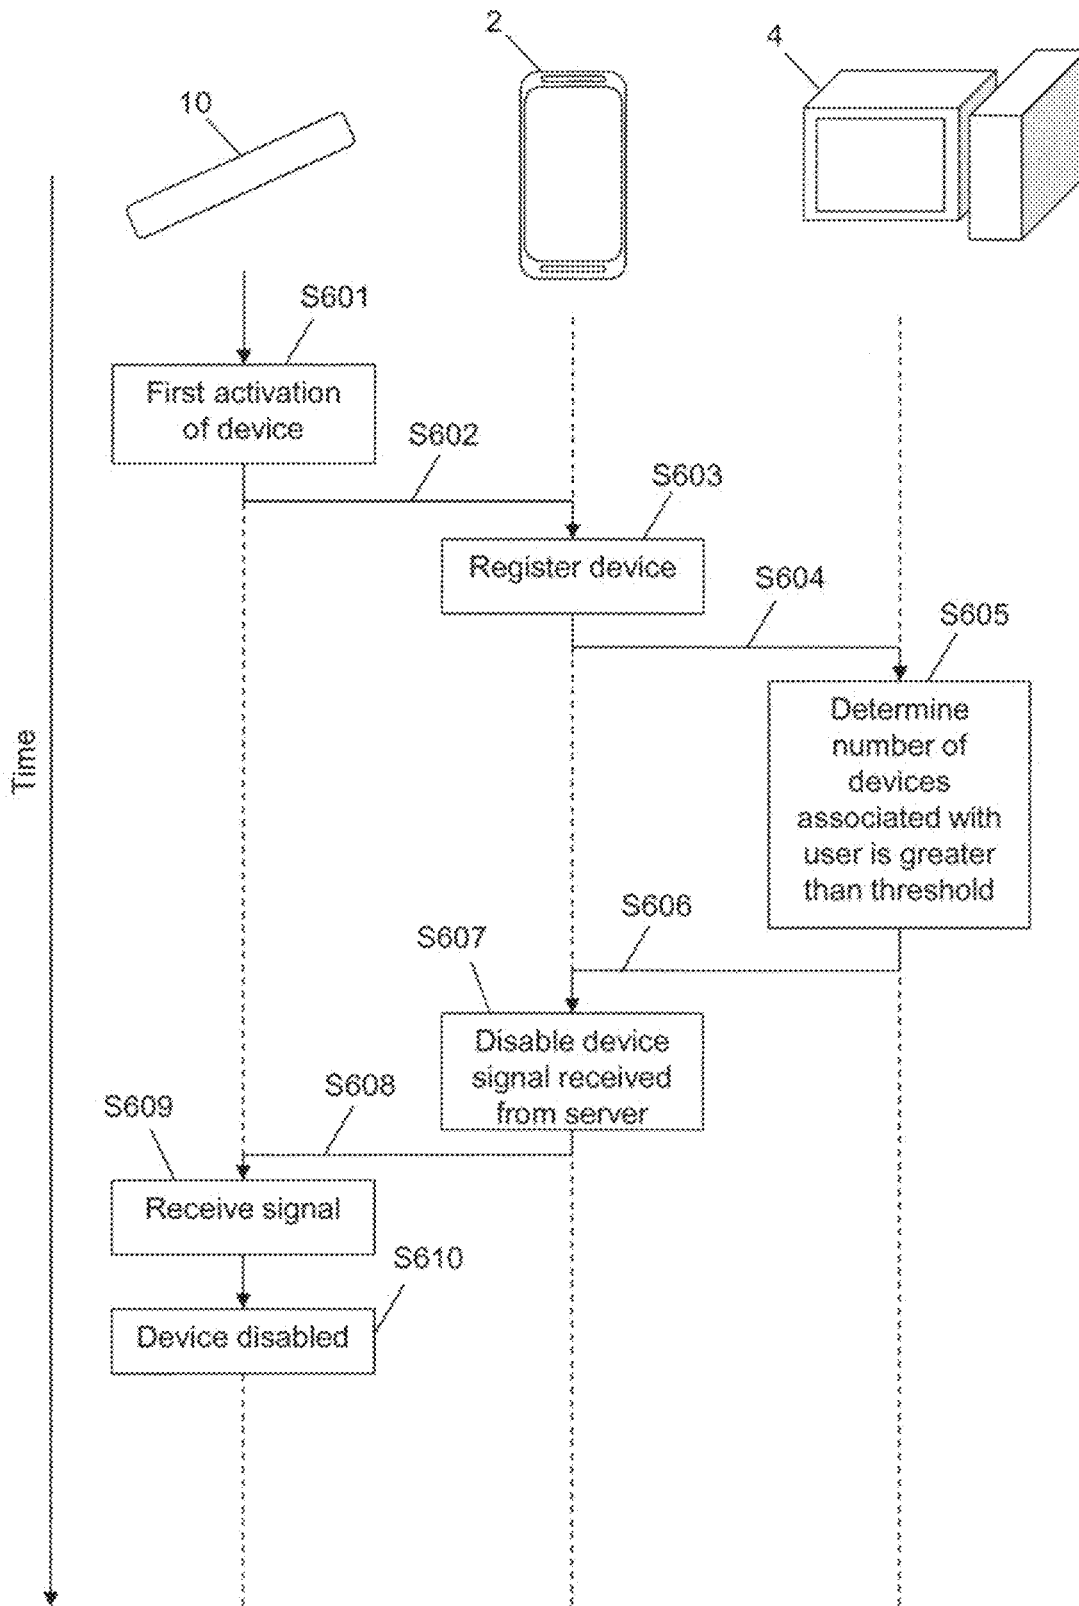 2
4
10
S601
First activation
of device
S602
S603
Register device
S604
S605
Determine
number of
devices
associated with
user is greater
than threshold
Time
S606
S607
Disable device
signal received
from server
S608
S609
Receive signal
S610
Device disabled